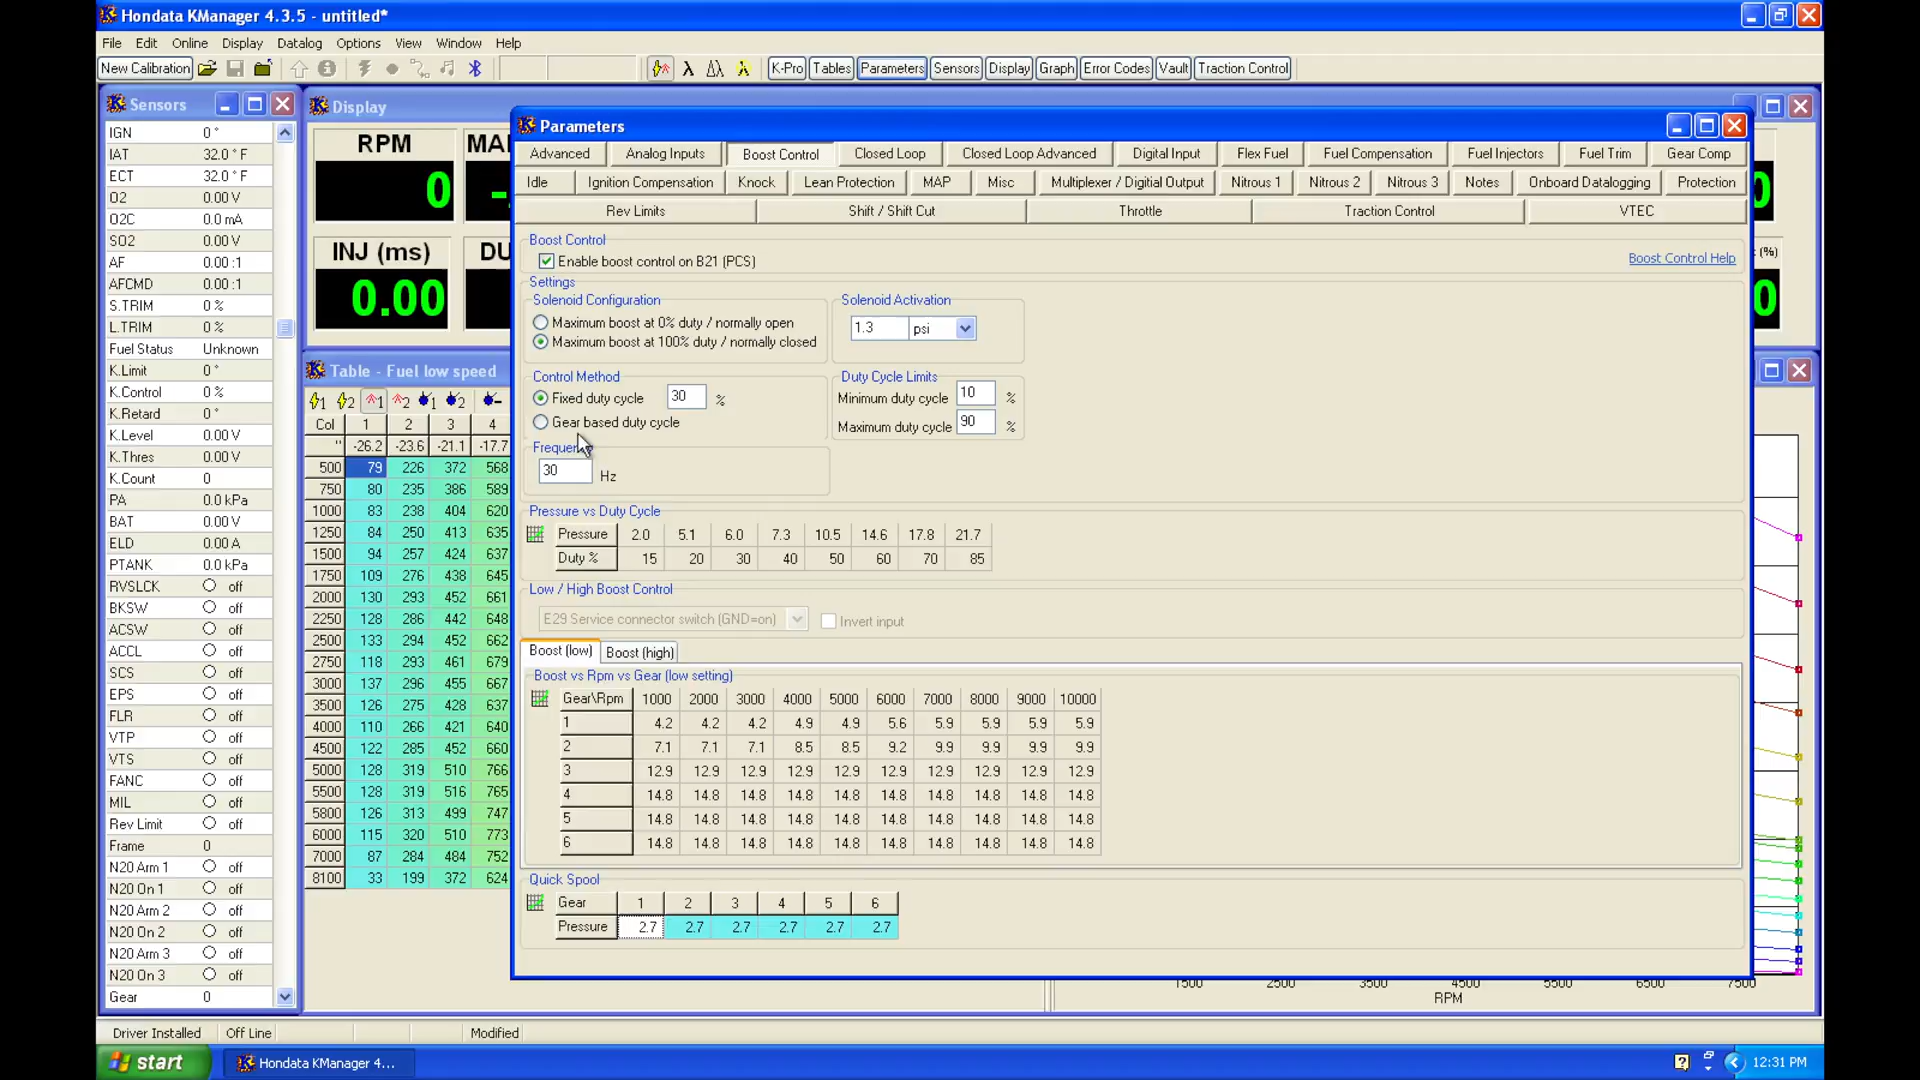 Hondata KManager 4.3.5 - untitled*
File Edit Online Display Datalog Options View Window Help
New Calibration K-Pro Tables Parameters Sensors Display Graph Error Codes Vault Traction Control
Sensors
IGN 0 °
IAT 32.0 ° F
ECT 32.0 ° F
O2 0.00 V
O2C 0.0 mA
SO2 0.00 V
AF 0.00 :1
AFCMD 0.00 :1
S.TRIM 0 %
L.TRIM 0 %
Fuel Status Unknown
K.Limit 0 °
K.Control 0 %
K.Retard 0 °
K.Level 0.00 V
K.Thres 0.00 V
K.Count 0
PA 0.0 kPa
BAT 0.00 V
ELD 0.00 A
PTANK 0.0 kPa
RVSLCK off
BKSW off
ACSW off
ACCL off
SCS off
EPS off
FLR off
VTP off
VTS off
FANC off
MIL off
Rev Limit off
Frame 0
N20 Arm 1 off
N20 On 1 off
N20 Arm 2 off
N20 On 2 off
N20 Arm 3 off
N20 On 3 off
Gear 0
Display
RPM
0
INJ (ms)
0.00
(%)
Table - Fuel low speed
Col 1 2 3 4
" -26.2 -23.6 -21.1 -17.7
500 79 226 372 568
750 80 235 386 589
1000 83 238 404 620
1250 84 250 413 635
1500 94 257 424 637
1750 109 276 438 645
2000 130 293 452 661
2250 128 286 442 648
2500 133 294 452 662
2750 118 293 461 679
3000 137 296 455 667
3500 126 275 428 637
4000 110 266 421 640
4500 122 285 452 660
5000 128 319 510 766
5500 128 319 516 765
5800 126 313 499 747
6000 115 320 510 773
7000 87 284 484 752
8100 33 199 372 624
Parameters
Advanced Analog Inputs Boost Control Closed Loop Closed Loop Advanced Digital Input Flex Fuel Fuel Compensation Fuel Injectors Fuel Trim Gear Comp
Idle Ignition Compensation Knock Lean Protection MAP Misc Multiplexer / Digitial Output Nitrous 1 Nitrous 2 Nitrous 3 Notes Onboard Datalogging Protection
Rev Limits Shift / Shift Cut Throttle Traction Control VTEC
Boost Control
Enable boost control on B21 (PCS)
Boost Control Help
Settings
Solenoid Configuration
Maximum boost at 0% duty / normally open
Maximum boost at 100% duty / normally closed
Solenoid Activation
1.3 psi
Control Method
Fixed duty cycle 30 %
Gear based duty cycle
Duty Cycle Limits
Minimum duty cycle 10 %
Maximum duty cycle 90 %
30 Hz
Pressure vs Duty Cycle
Pressure 2.0 5.1 6.0 7.3 10.5 14.6 17.8 21.7
Duty % 15 20 30 40 50 60 70 85
Low / High Boost Control
E29 Service connector switch (GND=on) Invert input
Boost (low) Boost (high)
Boost vs Rpm vs Gear (low setting)
Gear\Rpm 1000 2000 3000 4000 5000 6000 7000 8000 9000 10000
1 4.2 4.2 4.2 4.9 4.9 5.6 5.9 5.9 5.9 5.9
2 7.1 7.1 7.1 8.5 8.5 9.2 9.9 9.9 9.9 9.9
3 12.9 12.9 12.9 12.9 12.9 12.9 12.9 12.9 12.9 12.9
4 14.8 14.8 14.8 14.8 14.8 14.8 14.8 14.8 14.8 14.8
5 14.8 14.8 14.8 14.8 14.8 14.8 14.8 14.8 14.8 14.8
6 14.8 14.8 14.8 14.8 14.8 14.8 14.8 14.8 14.8 14.8
Quick Spool
Gear 1 2 3 4 5 6
Pressure 2.7 2.7 2.7 2.7 2.7 2.7
1500 2500 3500 4500 5500 6500 7500
RPM
Driver Installed Off Line Modified
start Hondata KManager 4... 12:31 PM